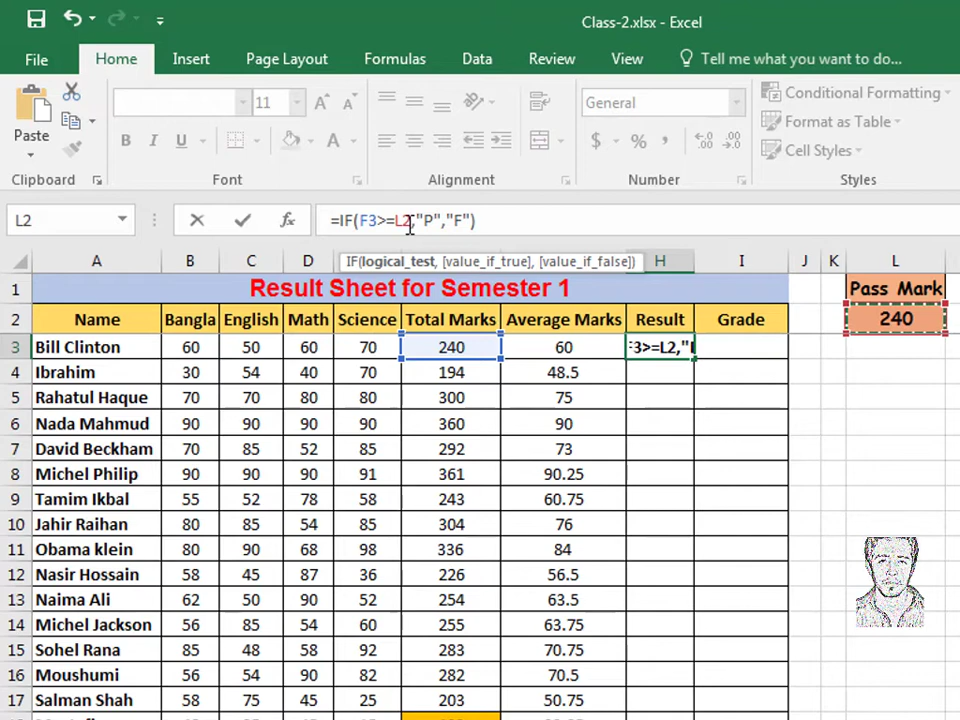 Class-2.xlsx - Excel
File Home Insert Page Layout Formulas Data Review View Tell me what you want to do...
11 General Conditional Formatting
Paste B I U A $ % , Format as Table
Cell Styles
Clipboard Font Alignment Number Styles
L2 fx =IF(F3>=L2,"P","F")
IF(logical_test, [value_if_true], [value_if_false])
A B C D H I J K L
1 Result Sheet for Semester 1 Pass Mark
2 Name Bangla English Math Science Total Marks Average Marks Result Grade 240
3 Bill Clinton 60 50 60 70 240 60 F3>=L2,"P
4 Ibrahim 30 54 40 70 194 48.5
5 Rahatul Haque 70 70 80 80 300 75
6 Nada Mahmud 90 90 90 90 360 90
7 David Beckham 70 85 52 85 292 73
8 Michel Philip 90 90 90 91 361 90.25
9 Tamim Ikbal 55 52 78 58 243 60.75
10 Jahir Raihan 80 85 54 85 304 76
11 Obama klein 80 90 68 98 336 84
12 Nasir Hossain 58 45 87 36 226 56.5
13 Naima Ali 62 50 90 52 254 63.5
14 Michel Jackson 56 85 54 60 255 63.75
15 Sohel Rana 85 48 58 92 283 70.75
16 Moushumi 56 54 90 82 282 70.5
17 Salman Shah 58 75 45 25 203 50.75